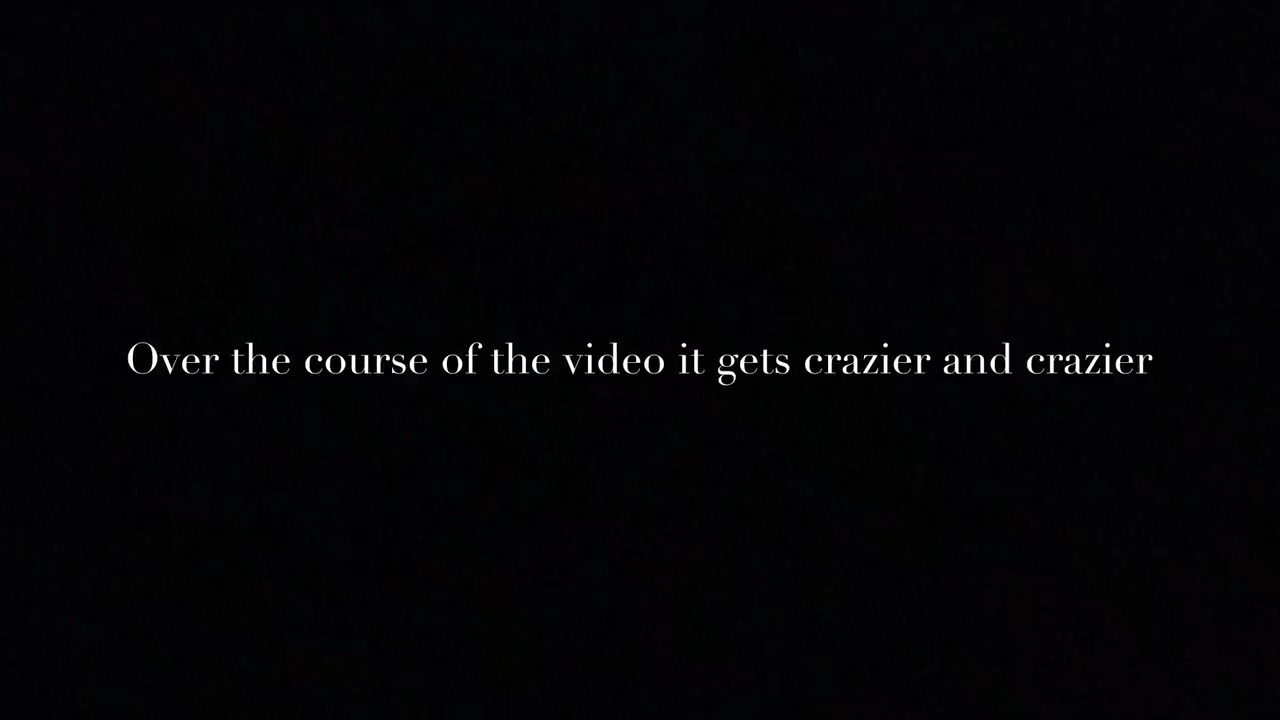 Over the course of the video it gets crazier and crazier